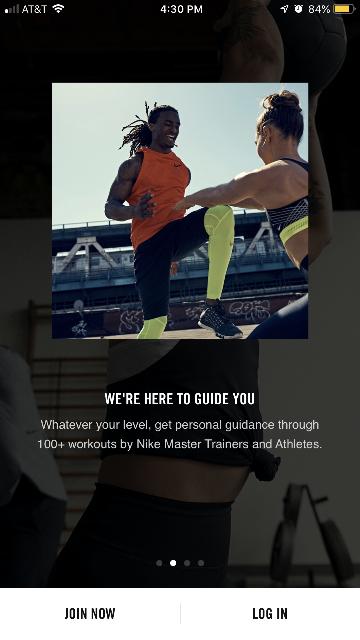 AT&T 4:30 PM 84%
WE'RE HERE TO GUIDE YOU
Whatever your level, get personal guidance through
100+ workouts by Nike Master Trainers and Athletes.
JOIN NOW LOG IN